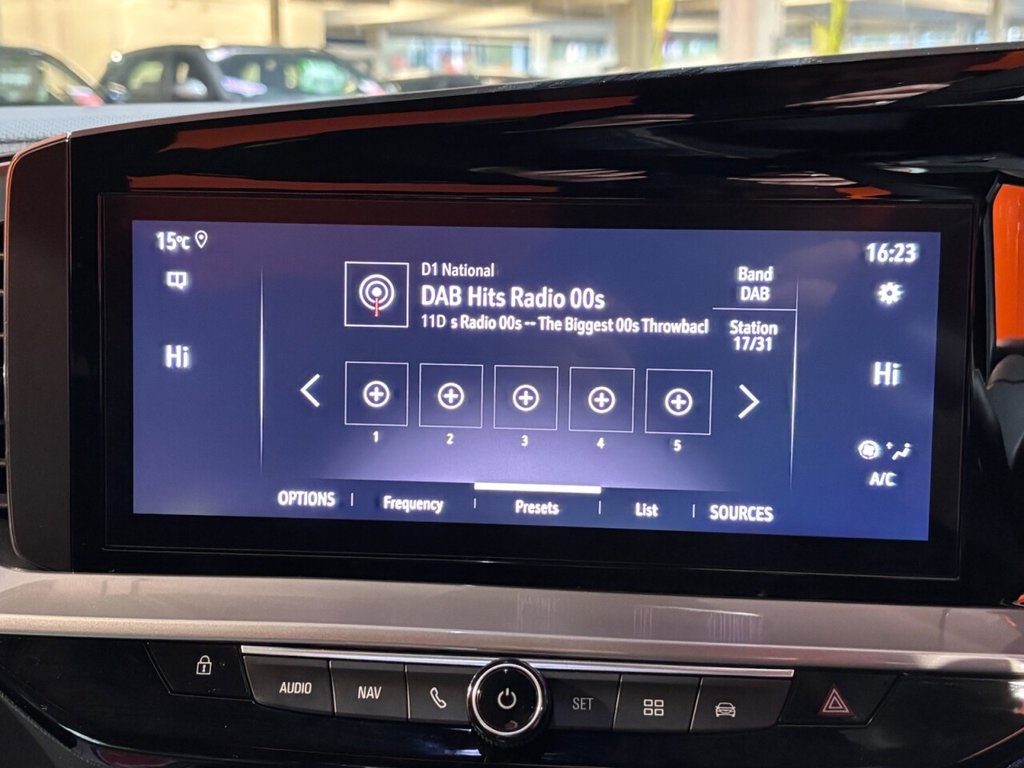 15°C
16:23
D1 National
DAB Hits Radio 00s
11D s Radio 00s -- The Biggest 00s Throwbacl
Band
DAB
Station
17/31
Hi
Hi
1
2
3
4
5
A/C
OPTIONS
Frequency
Presets
List
SOURCES
AUDIO
NAV
SET